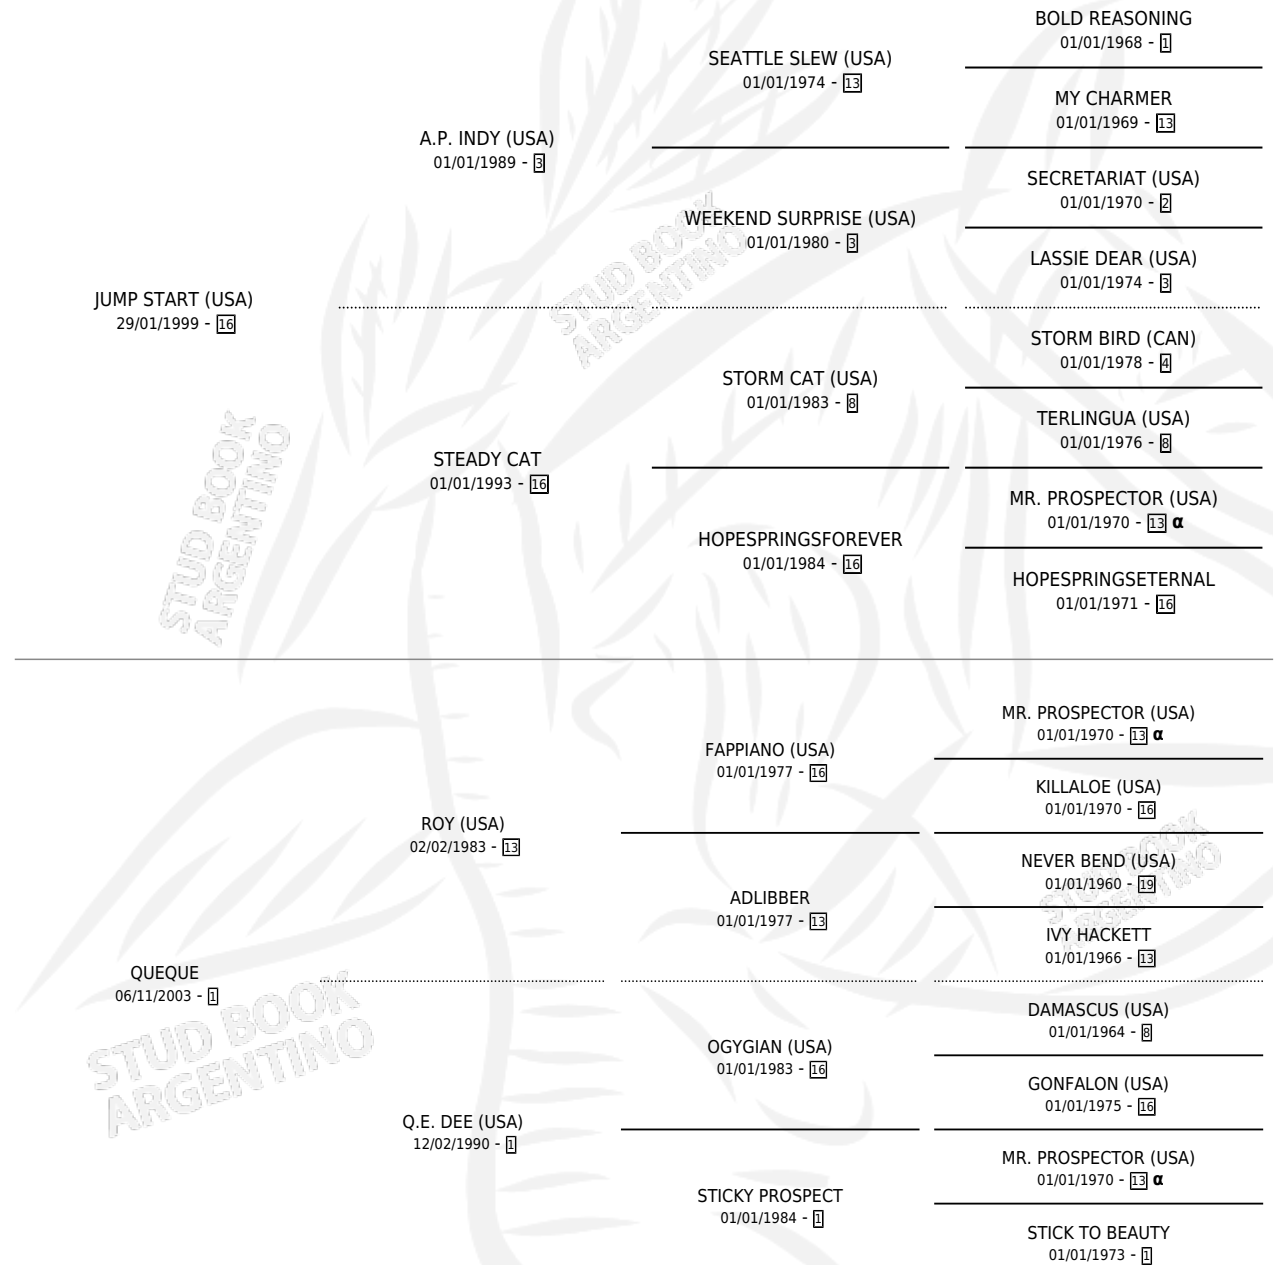 BOLD REASONING
01/01/1968 - 1
SEATTLE SLEW (USA)
01/01/1974 - 13
MY CHARMER
01/01/1969 - 13
A.P. INDY (USA)
01/01/1989 - 3
SECRETARIAT (USA)
01/01/1970 - 2
WEEKEND SURPRISE (USA)
01/01/1980 - 3
LASSIE DEAR (USA)
01/01/1974 - 3
JUMP START (USA)
29/01/1999 - 16
STORM BIRD (CAN)
01/01/1978 - 4
STORM CAT (USA)
01/01/1983 - 8
TERLINGUA (USA)
01/01/1976 - 8
STEADY CAT
01/01/1993 - 16
MR. PROSPECTOR (USA)
01/01/1970 - 13 α
HOPESPRINGSFOREVER
01/01/1984 - 16
HOPESPRINGSETERNAL
01/01/1971 - 16
MR. PROSPECTOR (USA)
01/01/1970 - 13 α
FAPPIANO (USA)
01/01/1977 - 16
KILLALOE (USA)
01/01/1970 - 16
ROY (USA)
02/02/1983 - 13
NEVER BEND (USA)
01/01/1960 - 19
ADLIBBER
01/01/1977 - 13
IVY HACKETT
01/01/1966 - 13
QUEQUE
06/11/2003 - 1
DAMASCUS (USA)
01/01/1964 - 8
OGYGIAN (USA)
01/01/1983 - 16
GONFALON (USA)
01/01/1975 - 16
Q.E. DEE (USA)
12/02/1990 - 1
MR. PROSPECTOR (USA)
01/01/1970 - 13 α
STICKY PROSPECT
01/01/1984 - 1
STICK TO BEAUTY
01/01/1973 - 1
STUD BOOK
ARGENTINO
STUD BOOK
ARGENTINO
STUD BOOK
ARGENTINO
STUD BOOK
ARGENTINO